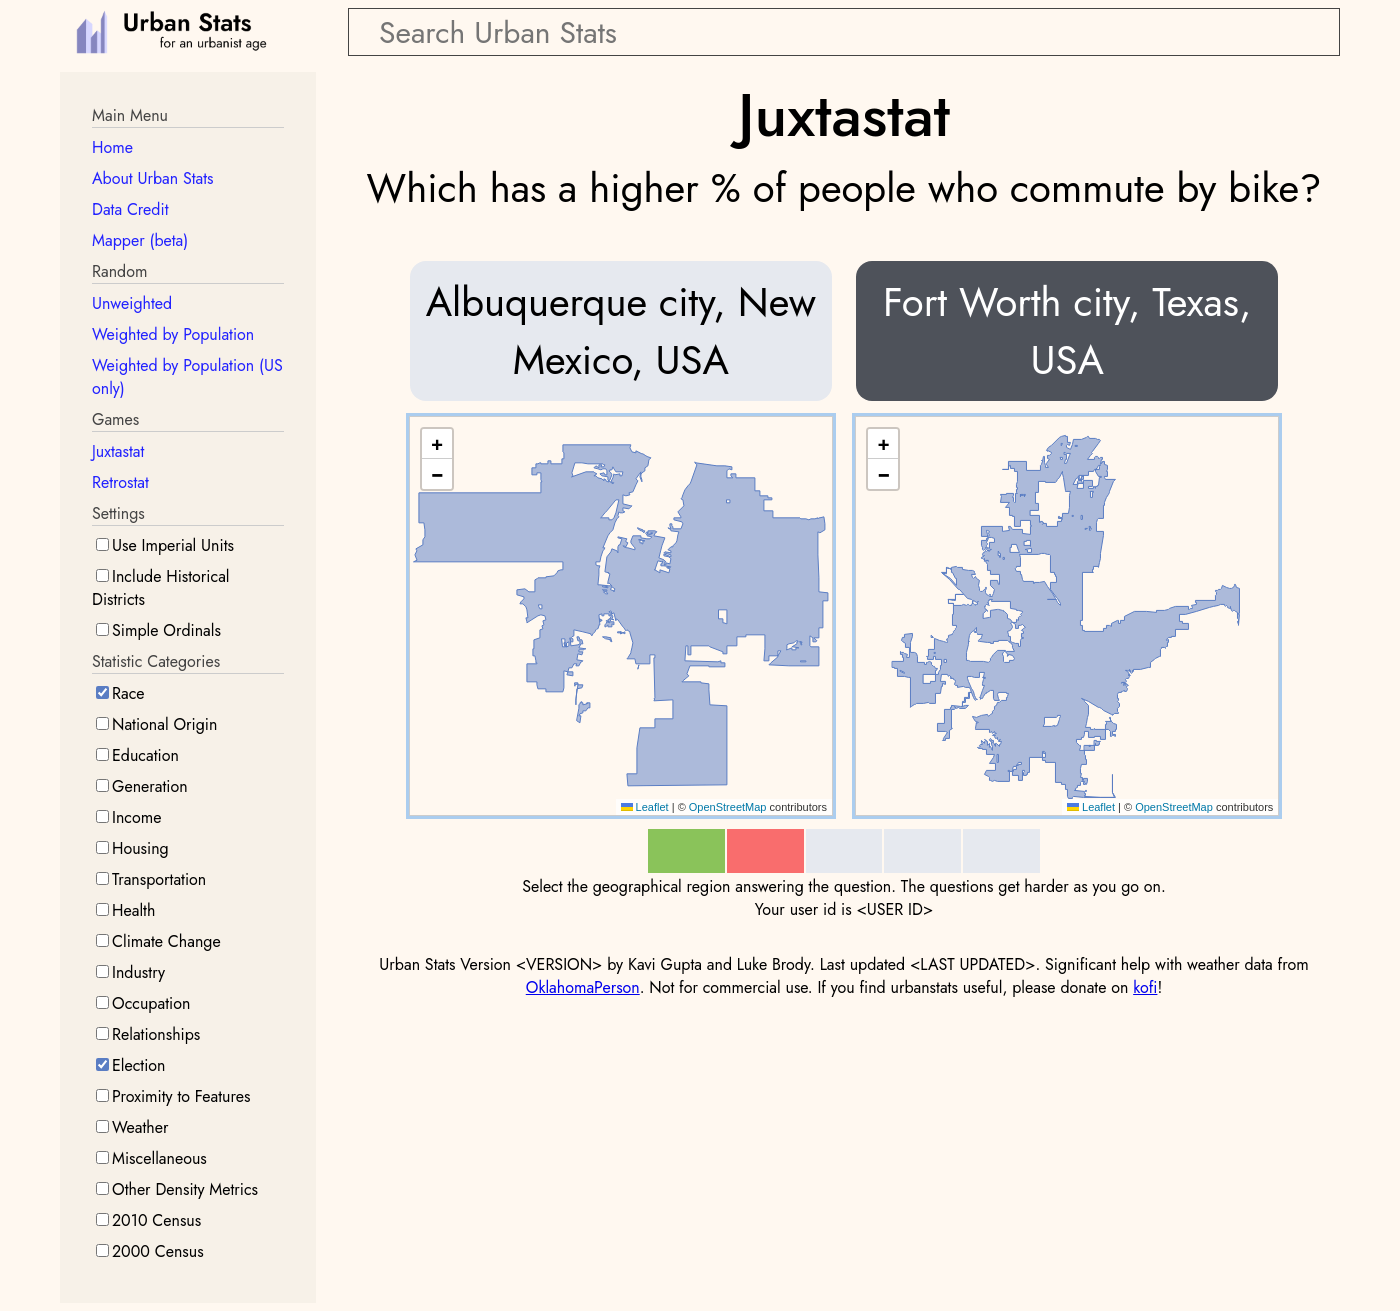 Urban Stats
for an urbanist age
Search Urban Stats
Main Menu
Home
About Urban Stats
Data Credit
Mapper (beta)
Random
Unweighted
Weighted by Population
Weighted by Population (US
only)
Games
Juxtastat
Retrostat
Settings
Use Imperial Units
Include Historical
Districts
Simple Ordinals
Statistic Categories
Race
National Origin
Education
Generation
Income
Housing
Transportation
Health
Climate Change
Industry
Occupation
Relationships
Election
Proximity to Features
Weather
Miscellaneous
Other Density Metrics
2010 Census
2000 Census
Juxtastat
Which has a higher % of people who commute by bike?
Albuquerque city, New
Mexico, USA
Fort Worth city, Texas,
USA
+
−
Leaflet | © OpenStreetMap contributors
+
−
Leaflet | © OpenStreetMap contributors
Select the geographical region answering the question. The questions get harder as you go on.
Your user id is <USER ID>
Urban Stats Version <VERSION> by Kavi Gupta and Luke Brody. Last updated <LAST UPDATED>. Significant help with weather data from
OklahomaPerson. Not for commercial use. If you find urbanstats useful, please donate on kofi!